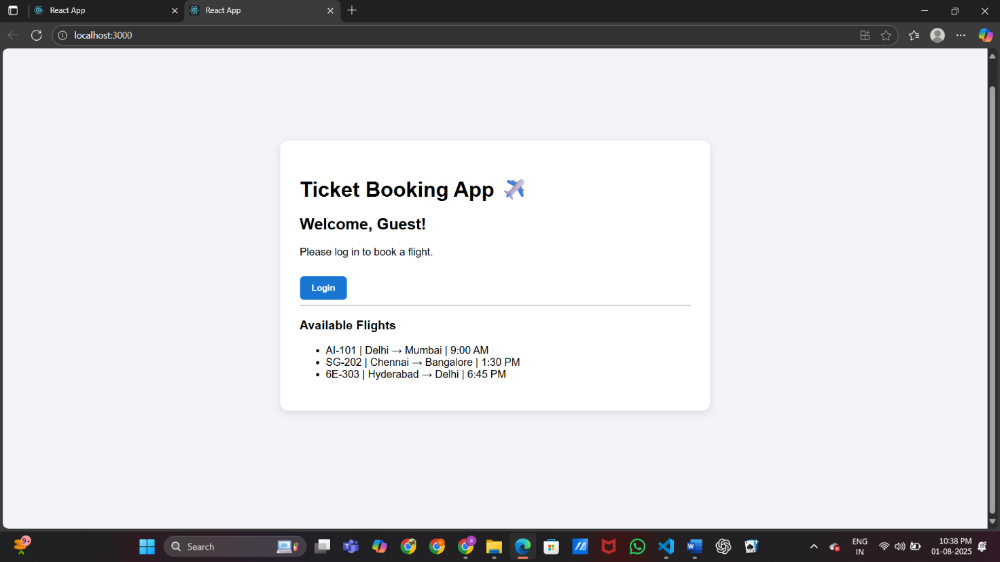 React App
React App
localhost:3000
Ticket Booking App ✈️
Welcome, Guest!
Please log in to book a flight.
Login
Available Flights
• AI-101 | Delhi → Mumbai | 9:00 AM
• SG-202 | Chennai → Bangalore | 1:30 PM
• 6E-303 | Hyderabad → Delhi | 6:45 PM
9+
Search
ENG
IN
10:38 PM
01-08-2025